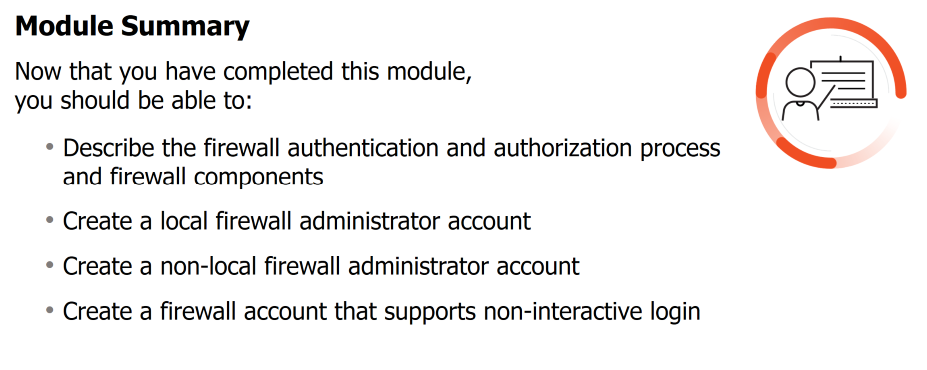 Module Summary
Now that you have completed this module,
you should be able to:
• Describe the firewall authentication and authorization process
and firewall components
• Create a local firewall administrator account
• Create a non-local firewall administrator account
• Create a firewall account that supports non-interactive login